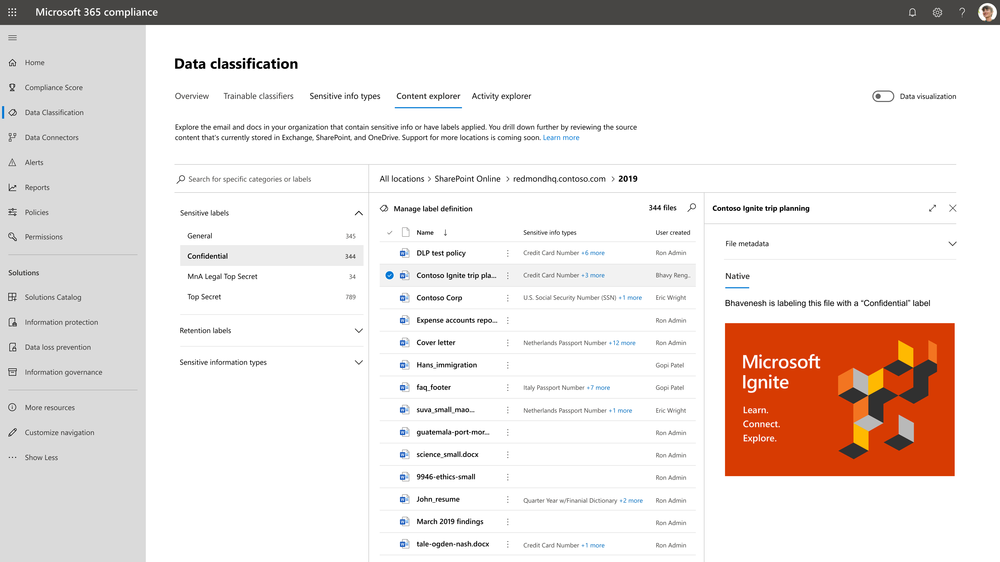 Microsoft 365 compliance
Home
Compliance Score
Data Classification
Data Connectors
Alerts
Reports
Policies
Permissions
Solutions
Solutions Catalog
Information protection
Data loss prevention
Information governance
More resources
Customize navigation
Show Less
Data classification
Overview Trainable classifiers Sensitive info types Content explorer Activity explorer
Data visualization
Explore the email and docs in your organization that contain sensitive info or have labels applied. You drill down further by reviewing the source
content that's currently stored in Exchange, SharePoint, and OneDrive. Support for more locations is coming soon. Learn more
Search for specific categories or labels
Sensitive labels
General 345
Confidential 344
MnA Legal Top Secret 34
Top Secret 789
Retention labels
Sensitive information types
All locations > SharePoint Online > redmondhq.contoso.com > 2019
Manage label definition 344 files
Name ↓ Sensitive info types User created
DLP test policy Credit Card Number +6 more Ron Admin
Contoso Ignite trip pla... Credit Card Number +3 more Bhavy Reng..
Contoso Corp U.S. Social Security Number (SSN) +1 more Eric Wright
Expense accounts repo... Ron Admin
Cover letter Netherlands Passport Number +12 more Ron Admin
Hans_immigration Gopi Patel
faq_footer Italy Passport Number +7 more Gopi Patel
suva_small_mao... Netherlands Passport Number +1 more Eric Wright
guatemala-port-mor... Ron Admin
science_small.docx Ron Admin
9946-ethics-small Ron Admin
John_resume Quarter Year w/Finanial Dictionary +2 more Ron Admin
March 2019 findings Ron Admin
tale-ogden-nash.docx Credit Card Number +1 more Ron Admin
Contoso Ignite trip planning
File metadata
Native
Bhavenesh is labeling this file with a “Confidential” label
Microsoft
Ignite
Learn.
Connect.
Explore.